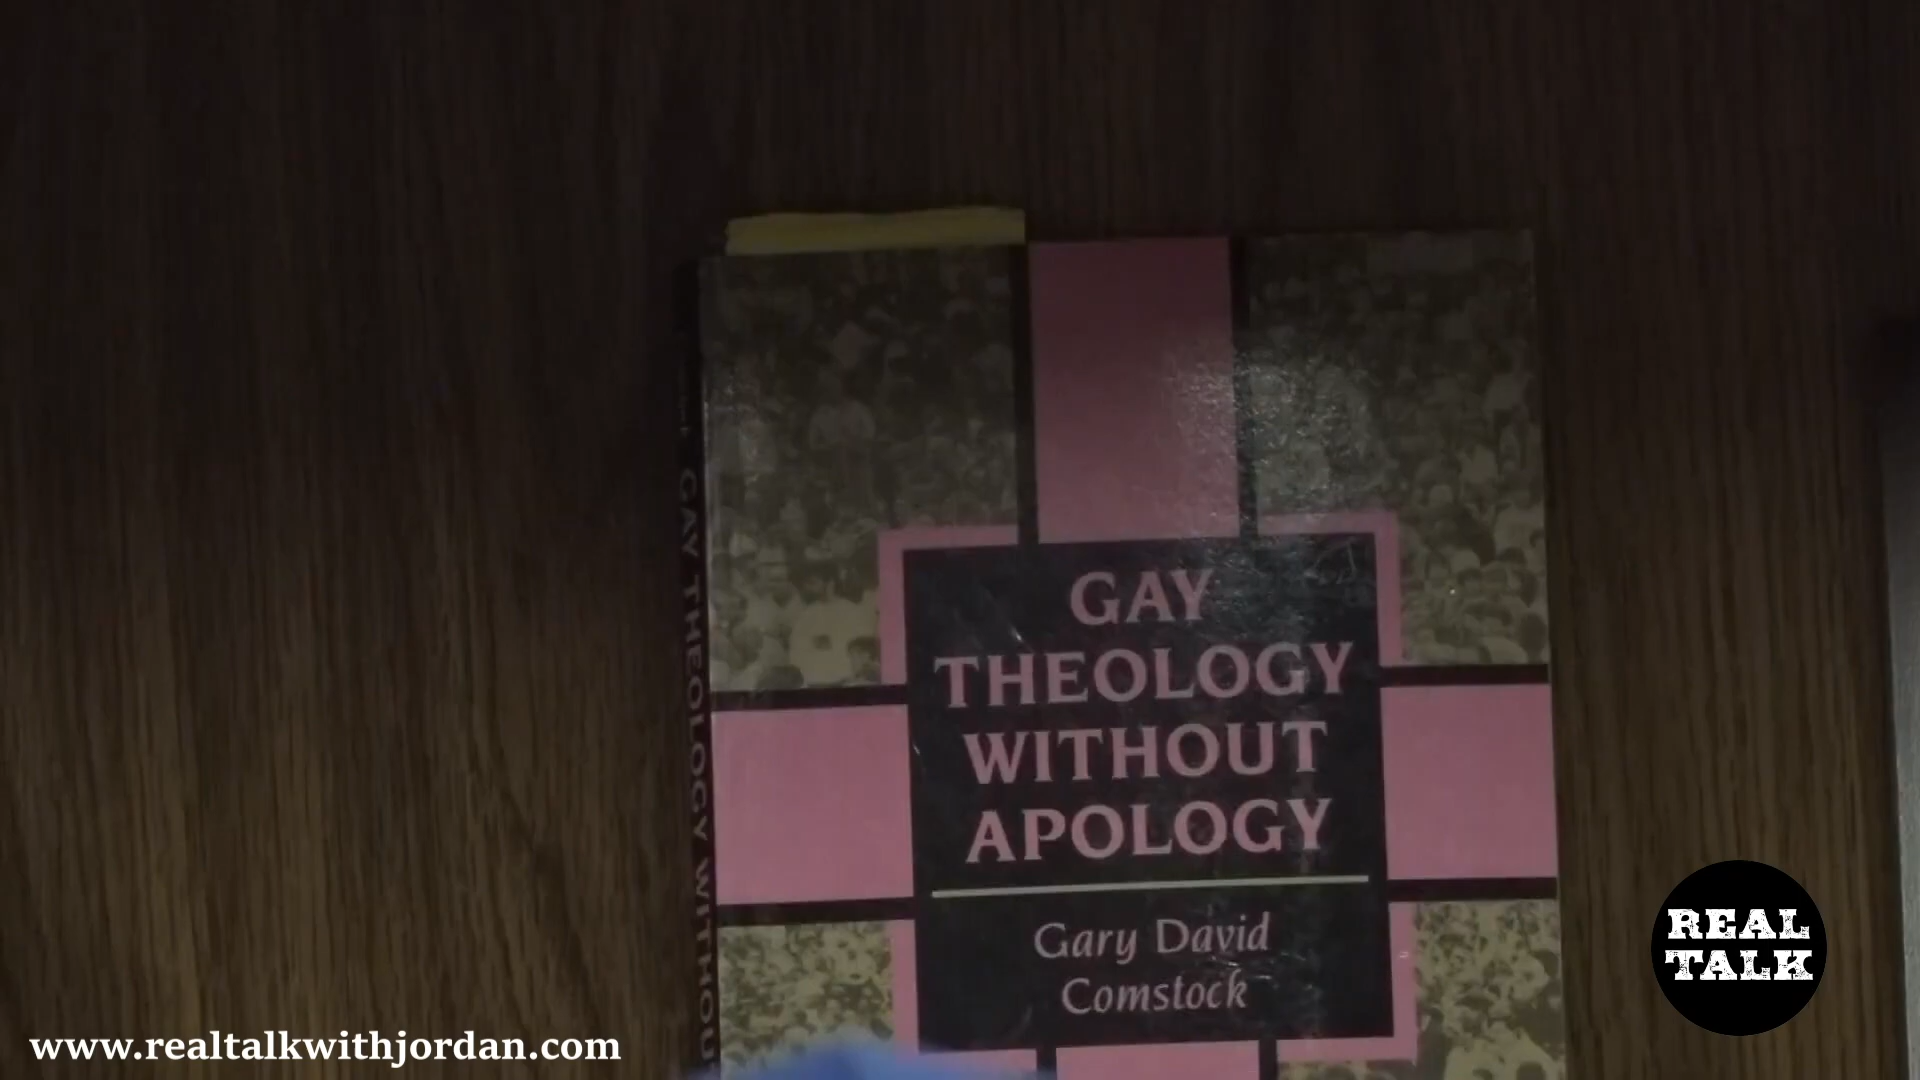 GAY THEOLOGY WITHOU
GAY
THEOLOGY
WITHOUT
APOLOGY
Gary David
Comstock
REAL
TALK
www.realtalkwithjordan.com